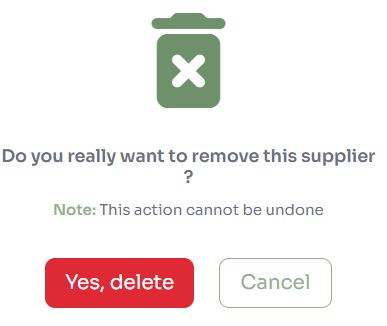 Do you really want to remove this supplier
?
Note: This action cannot be undone
Yes, delete
Cancel